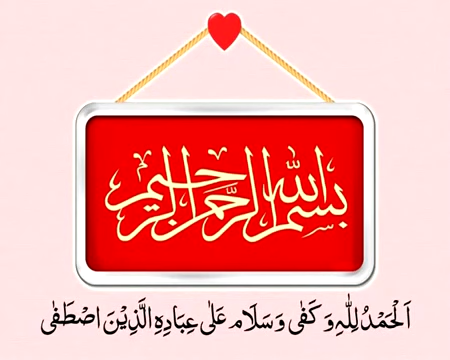 بسم الله الرحمن الرحيم
اَلْحَمْدُ لِلّٰهِ وَ كَفٰى وَ سَلَام عَلٰى عِبَادِهِ الَّذِيْنَ اصْطَفٰى